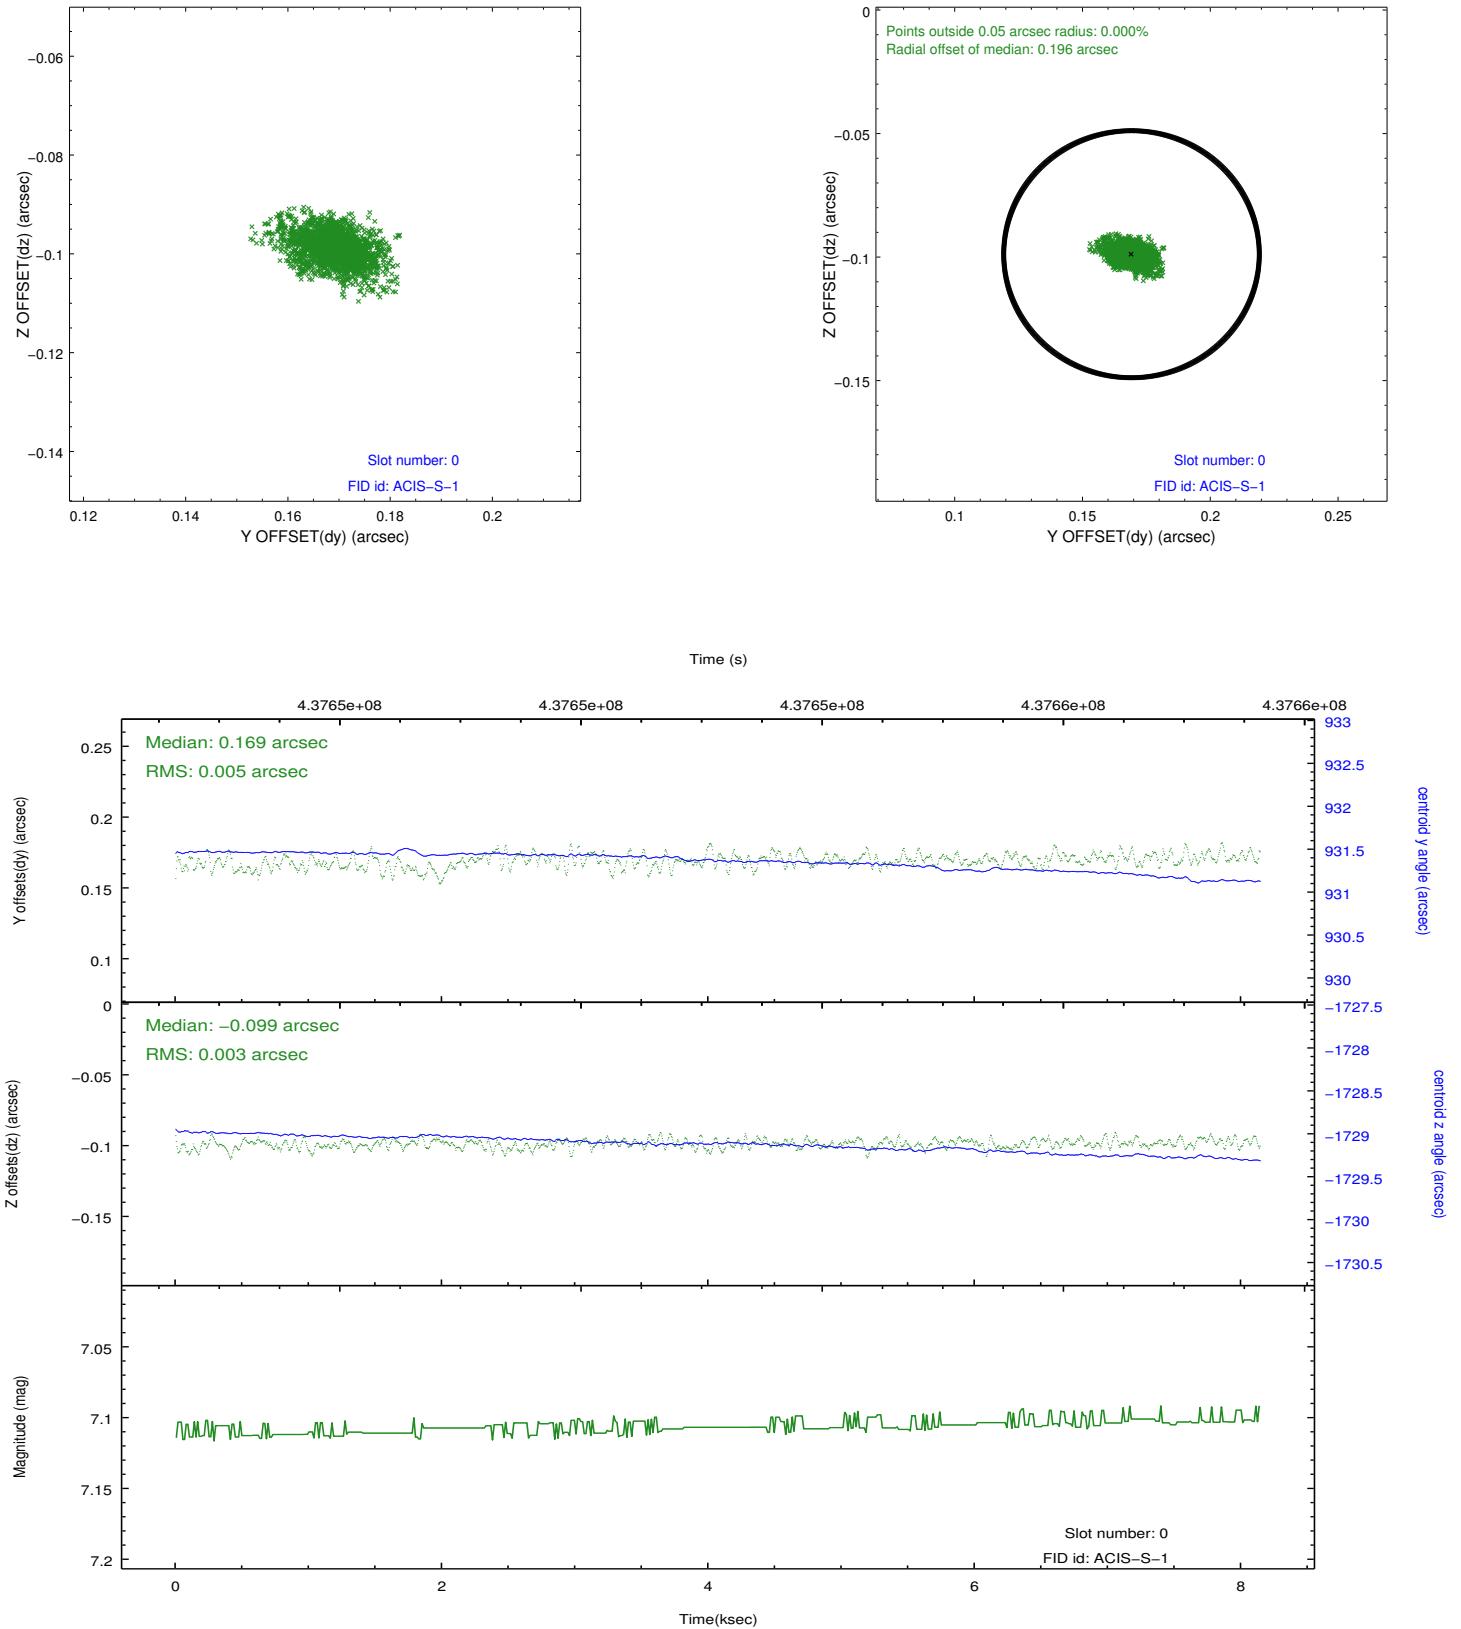 −0.06
−0.08
−0.1
−0.12
−0.14
Z OFFSET(dz) (arcsec)
Slot number: 0
FID id: ACIS−S−1
0.12 0.14 0.16 0.18 0.2
Y OFFSET(dy) (arcsec)
Points outside 0.05 arcsec radius: 0.000%
Radial offset of median: 0.196 arcsec
0
−0.05
−0.1
−0.15
Z OFFSET(dz) (arcsec)
Slot number: 0
FID id: ACIS−S−1
0.1 0.15 0.2 0.25
Y OFFSET(dy) (arcsec)
Time (s)
4.3765e+08 4.3765e+08 4.3765e+08 4.3766e+08 4.3766e+08
Median: 0.169 arcsec
RMS: 0.005 arcsec
0.25
0.2
0.15
0.1
Y offsets(dy) (arcsec)
933
932.5
932
931.5
931
930.5
930
centroid y angle (arcsec)
Median: −0.099 arcsec
RMS: 0.003 arcsec
0
−0.05
−0.1
−0.15
Z offsets(dz) (arcsec)
−1727.5
−1728
−1728.5
−1729
−1729.5
−1730
−1730.5
centroid z angle (arcsec)
7.05
7.1
7.15
7.2
Magnitude (mag)
Slot number: 0
FID id: ACIS−S−1
0 2 4 6 8
Time(ksec)